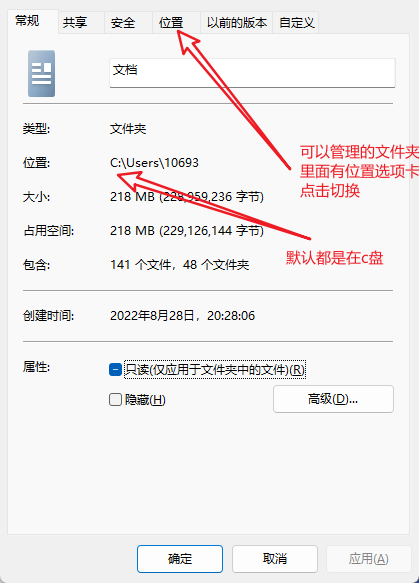 常规 共享 安全 位置 以前的版本 自定义
文档
类型: 文件夹
位置: C:\Users\10693
大小: 218 MB (228,959,236 字节)
占用空间: 218 MB (229,126,144 字节)
包含: 141 个文件，48 个文件夹
可以管理的文件夹
里面有位置选项卡
点击切换
默认都是在c盘
创建时间: 2022年8月28日，20:28:06
属性: 只读(仅应用于文件夹中的文件)(R)
隐藏(H) 高级(D)...
确定 取消 应用(A)